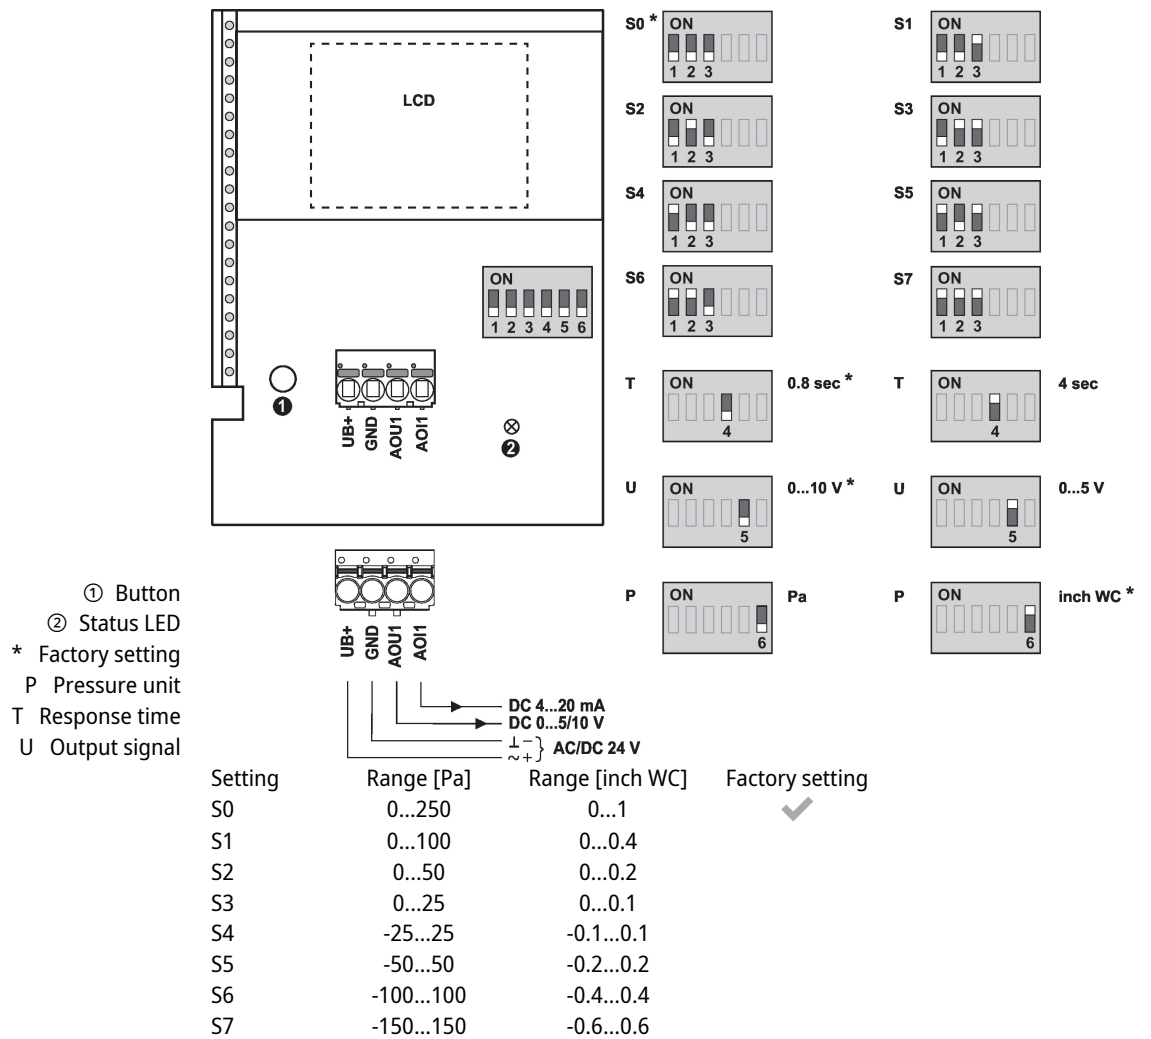 LCD
ON
1 2 3 4 5 6
❶
UB+
GND
AOU1
AOI1
❷
UB+
GND
AOU1
AOI1
DC 4...20 mA
DC 0...5/10 V
⊥ −
~ +
} AC/DC 24 V
S0 *
ON
1 2 3
S1
ON
1 2 3
S2
ON
1 2 3
S3
ON
1 2 3
S4
ON
1 2 3
S5
ON
1 2 3
S6
ON
1 2 3
S7
ON
1 2 3
T
ON
4
0.8 sec *
T
ON
4
4 sec
U
ON
5
0...10 V *
U
ON
5
0...5 V
P
ON
6
Pa
P
ON
6
inch WC *
① Button
② Status LED
* Factory setting
P Pressure unit
T Response time
U Output signal
Setting Range [Pa] Range [inch WC] Factory setting
S0 0...250 0...1 ✔
S1 0...100 0...0.4
S2 0...50 0...0.2
S3 0...25 0...0.1
S4 -25...25 -0.1...0.1
S5 -50...50 -0.2...0.2
S6 -100...100 -0.4...0.4
S7 -150...150 -0.6...0.6